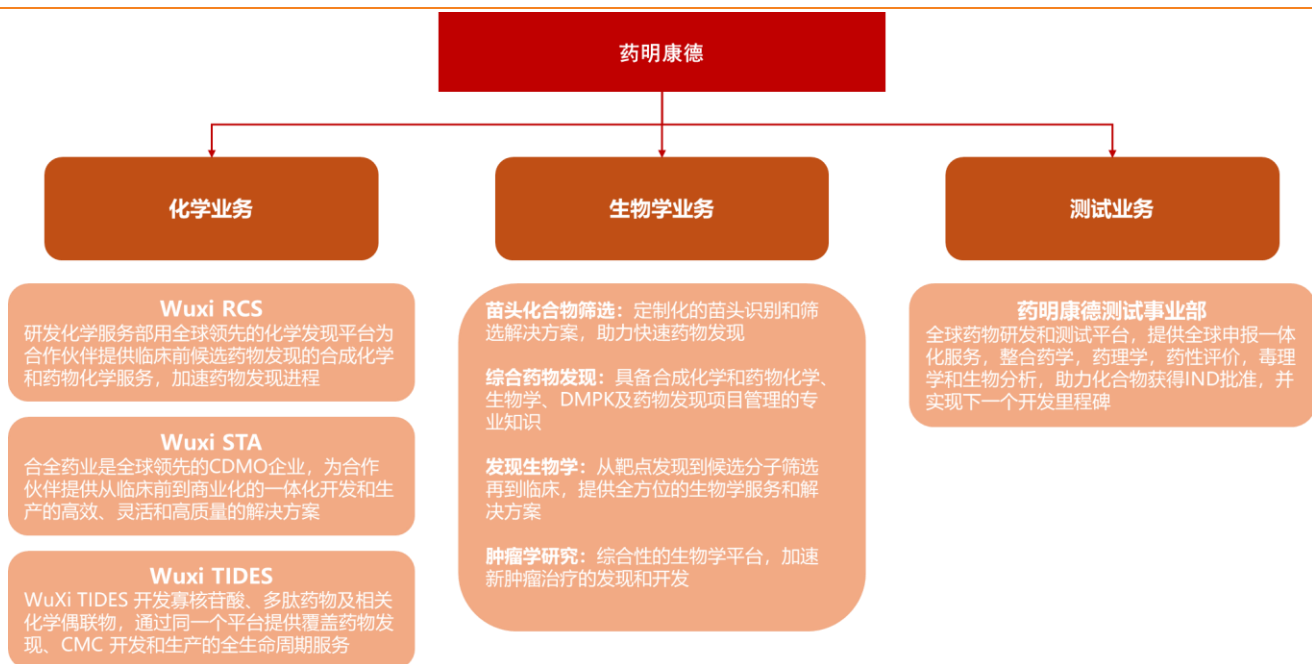 药明康德
化学业务
生物学业务
测试业务
Wuxi RCS
研发化学服务部用全球领先的化学发现平台为
合作伙伴提供临床前候选药物发现的合成化学
和药物化学服务，加速药物发现进程
Wuxi STA
合全药业是全球领先的CDMO企业，为合作
伙伴提供从临床前到商业化的一体化开发和生
产的高效、灵活和高质量的解决方案
Wuxi TIDES
WuXi TIDES 开发寡核苷酸、多肽药物及相关
化学偶联物，通过同一个平台提供覆盖药物发
现、CMC 开发和生产的全生命周期服务
苗头化合物筛选：定制化的苗头识别和筛
选解决方案，助力快速药物发现
综合药物发现：具备合成化学和药物化学、
生物学、DMPK及药物发现项目管理的专
业知识
发现生物学：从靶点发现到候选分子筛选
再到临床，提供全方位的生物学服务和解
决方案
肿瘤学研究：综合性的生物学平台，加速
新肿瘤治疗的发现和开发
药明康德测试事业部
全球药物研发和测试平台，提供全球申报一体
化服务，整合药学，药理学，药性评价，毒理
学和生物分析，助力化合物获得IND批准，并
实现下一个开发里程碑